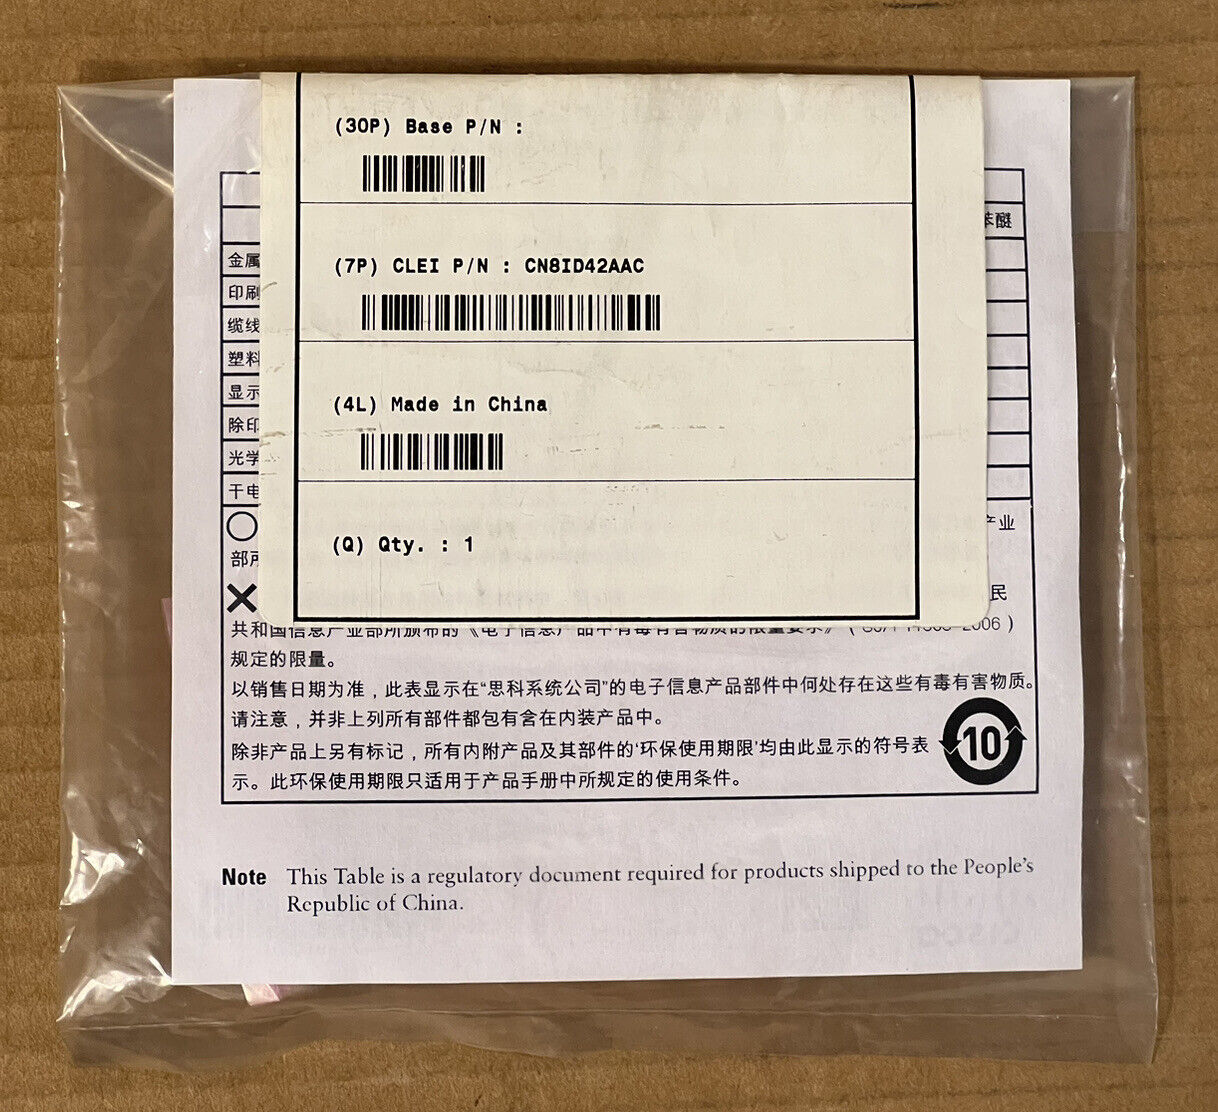 (30P) Base P/N :
(7P) CLEI P/N : CN8ID42AAC
(4L) Made in China
(Q) Qty. : 1
苯醚
金属
印刷
缆线
塑料
显示
除印
光学
干电
产业
部所
民
共和国信息产业部所颁布的《电子信息产品中有毒有害物质的限量要求》
规定的限量。
以销售日期为准，此表显示在“思科系统公司”的电子信息产品部件中何处存在这些有毒有害物质。
请注意，并非上列所有部件都包有含在内装产品中。
除非产品上另有标记，所有内附产品及其部件的‘环保使用期限’均由此显示的符号表
示。此环保使用期限只适用于产品手册中所规定的使用条件。
10
Note This Table is a regulatory document required for products shipped to the People's
Republic of China.